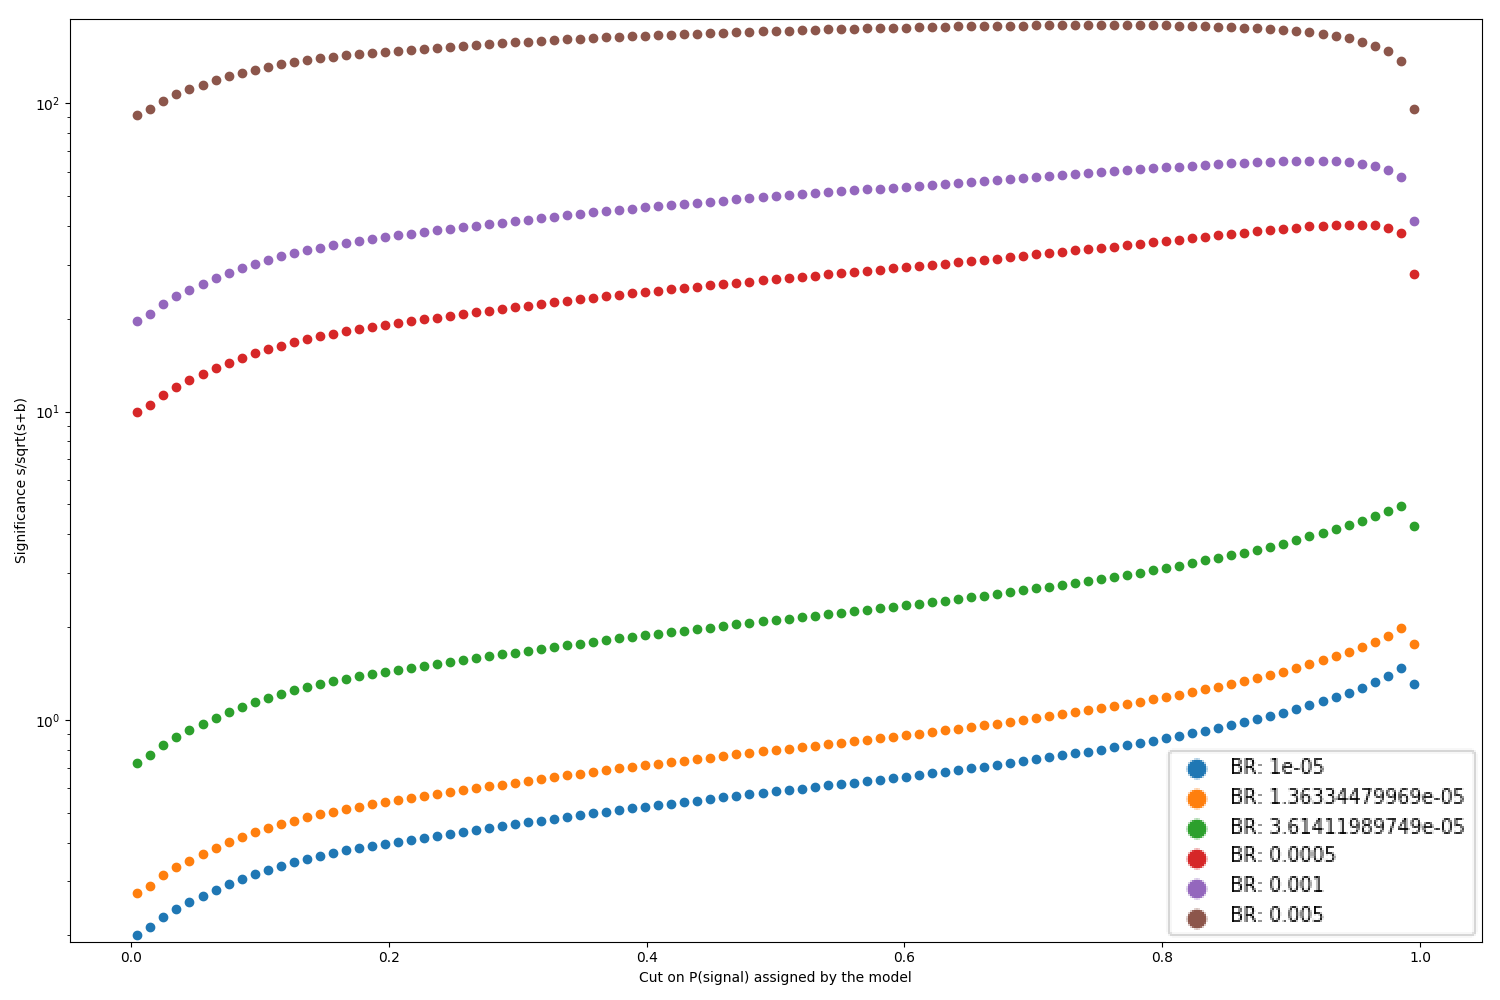 10²
10¹
10⁰
Significance s/sqrt(s+b)
0.0 0.2 0.4 0.6 0.8 1.0
Cut on P(signal) assigned by the model
BR: 1e-05
BR: 1.36334479969e-05
BR: 3.61411989749e-05
BR: 0.0005
BR: 0.001
BR: 0.005